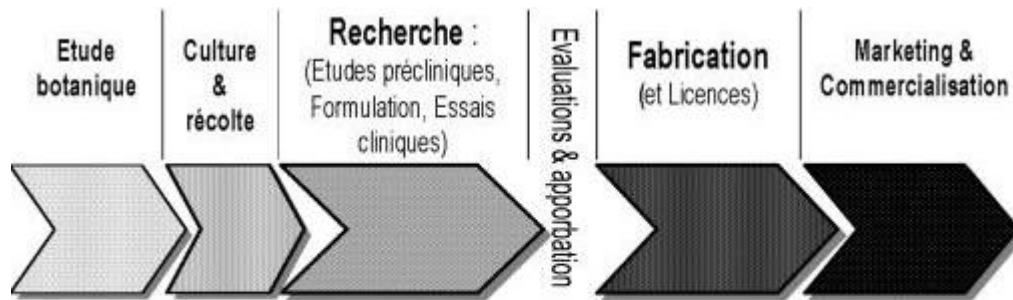 Etude
botanique
Culture
&
récolte
Recherche :
(Etudes précliniques,
Formulation, Essais
cliniques)
Evaluations & apporbation
Fabrication
(et Licences)
Marketing &
Commercialisation